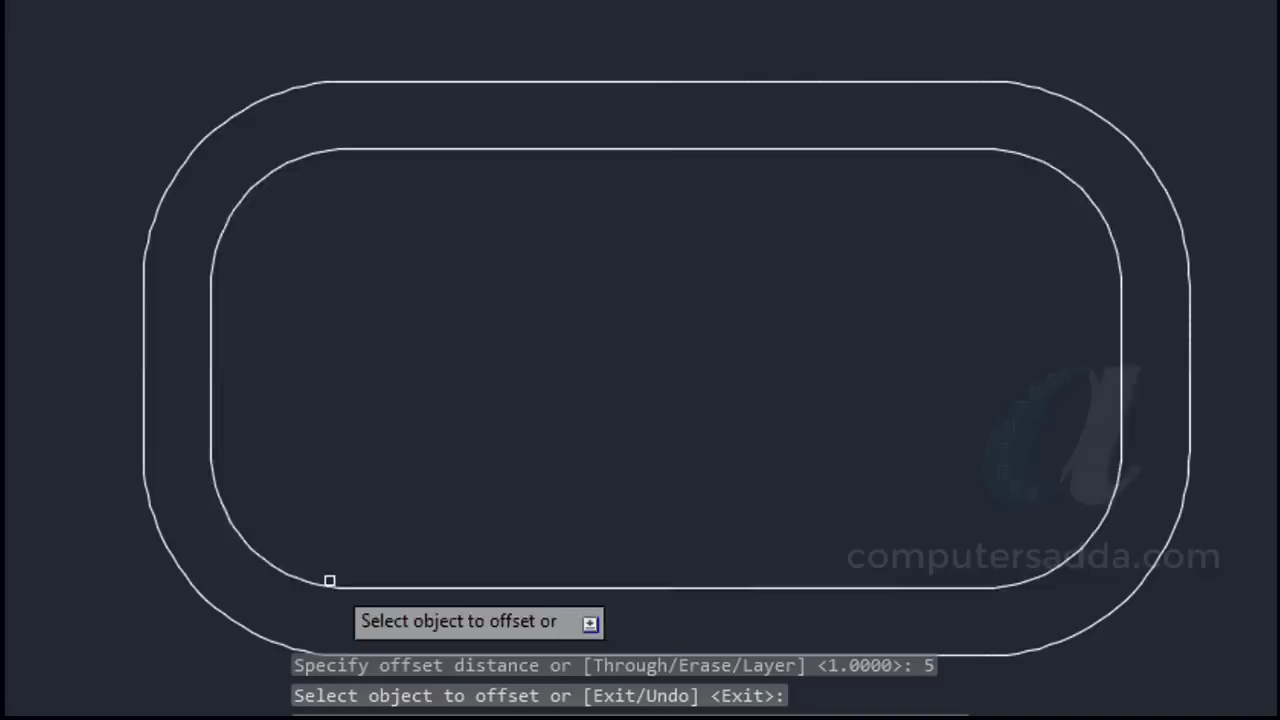 computersadda.com
Select object to offset or
Specify offset distance or [Through/Erase/Layer] <1.0000>: 5
Select object to offset or [Exit/Undo] <Exit>: